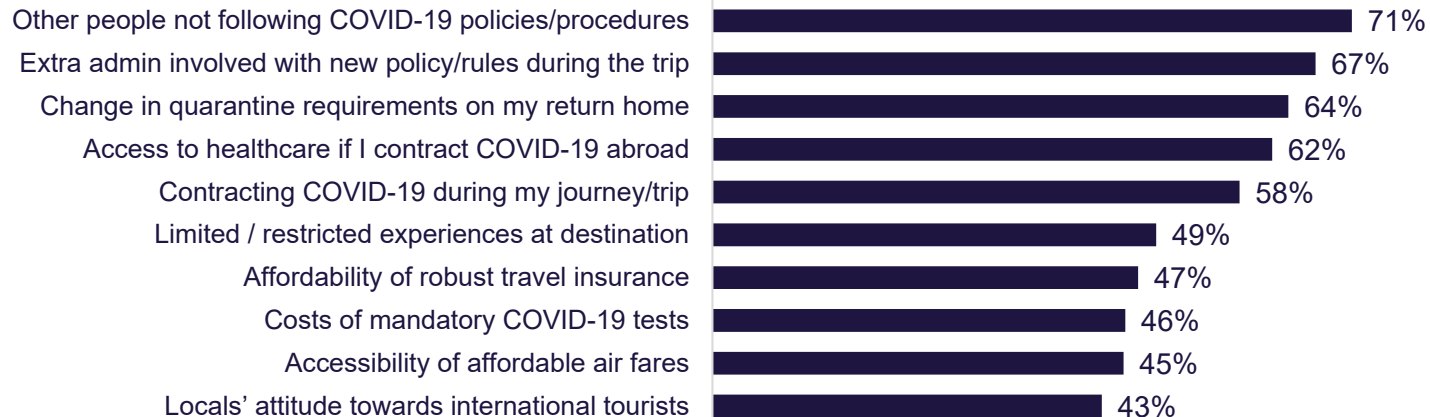 Other people not following COVID-19 policies/procedures 71%
Extra admin involved with new policy/rules during the trip 67%
Change in quarantine requirements on my return home 64%
Access to healthcare if I contract COVID-19 abroad 62%
Contracting COVID-19 during my journey/trip 58%
Limited / restricted experiences at destination 49%
Affordability of robust travel insurance 47%
Costs of mandatory COVID-19 tests 46%
Accessibility of affordable air fares 45%
Locals’ attitude towards international tourists 43%